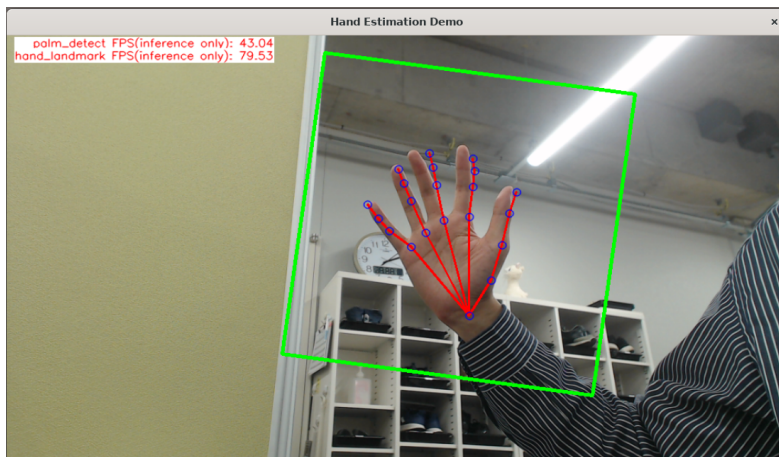 Hand Estimation Demo
×
palm_detect FPS(inference only): 43.04
hand_landmark FPS(inference only): 79.53